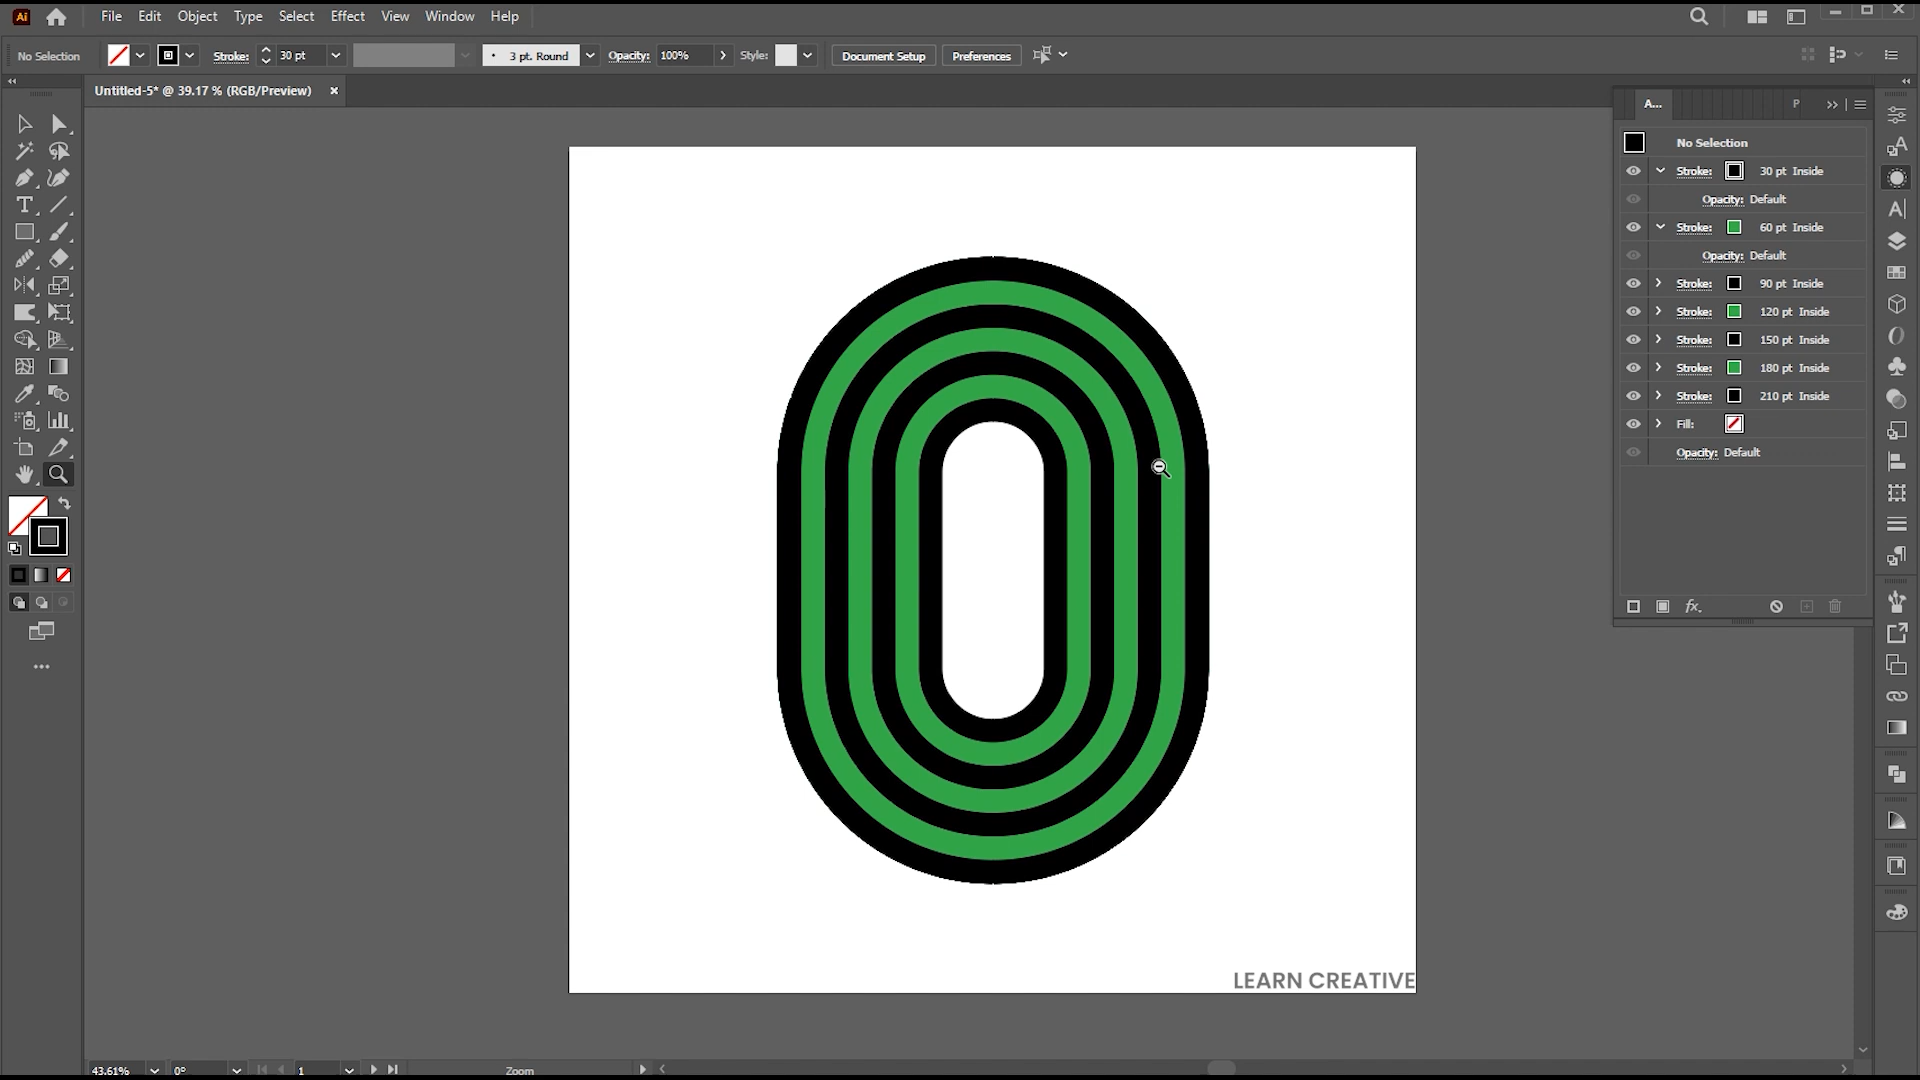 Ai File Edit Object Type Select Effect View Window Help
No Selection Stroke: 30 pt 3 pt. Round Opacity: 100% Style: Document Setup Preferences
Untitled-5* @ 39.17 % (RGB/Preview) ×
A... P
No Selection
Stroke: 30 pt Inside
Opacity: Default
Stroke: 60 pt Inside
Opacity: Default
Stroke: 90 pt Inside
Stroke: 120 pt Inside
Stroke: 150 pt Inside
Stroke: 180 pt Inside
Stroke: 210 pt Inside
Fill:
Opacity: Default
fx.
LEARN CREATIVE
43.61% 0° 1 Zoom